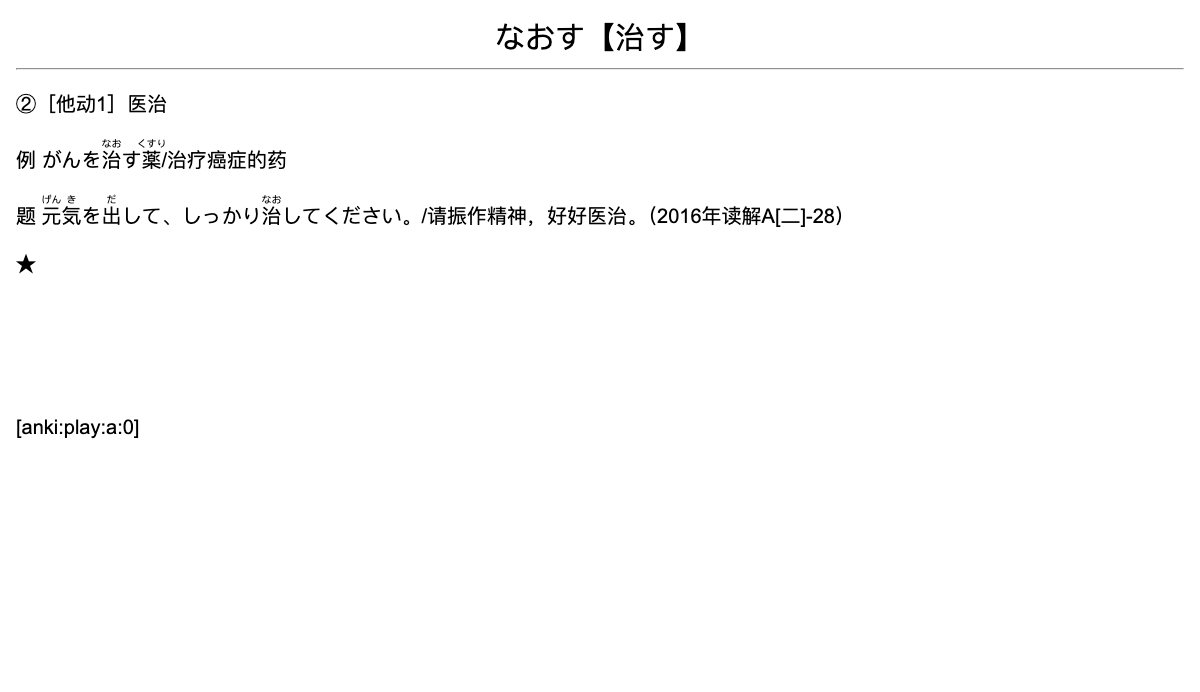 なおす【治す】
②［他动1］医治
例 がんを治す薬/治疗癌症的药
题 元気を出して、しっかり治してください。/请振作精神，好好医治。（2016年读解A[二]-28）
★
[anki:play:a:0]